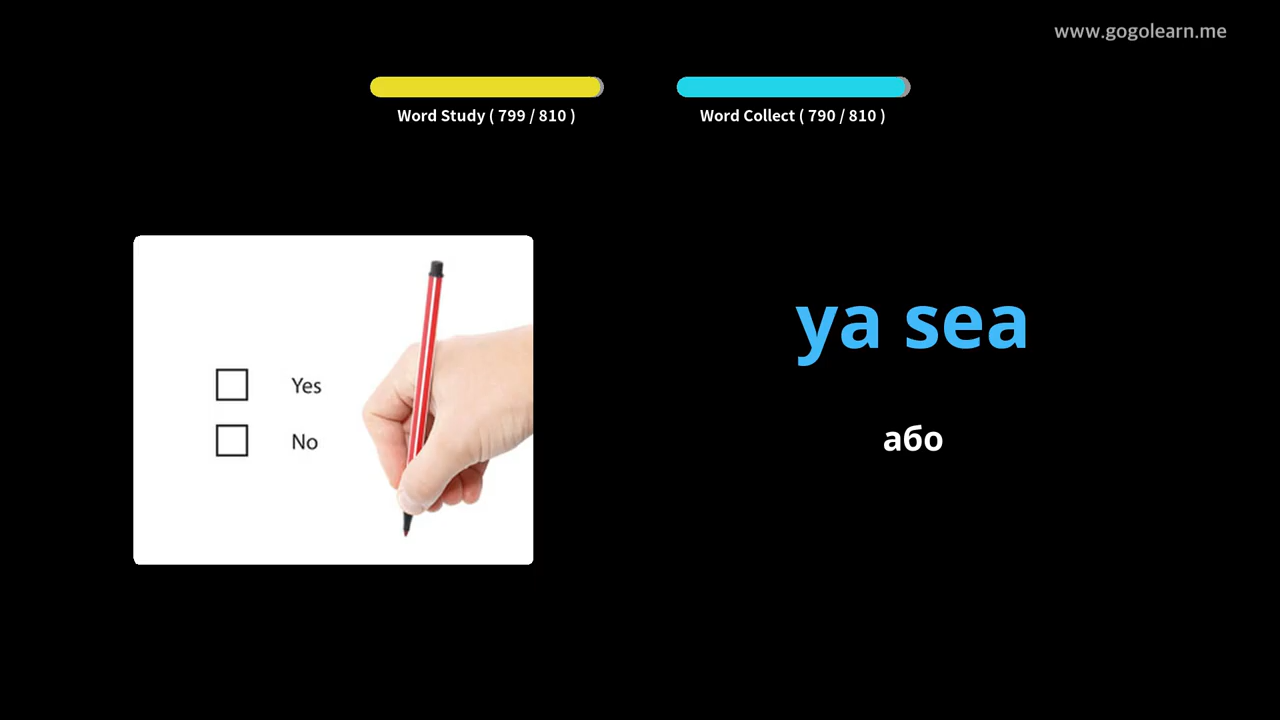 www.gogolearn.me
Word Study ( 799 / 810 )
Word Collect ( 790 / 810 )
Yes
No
ya sea
або